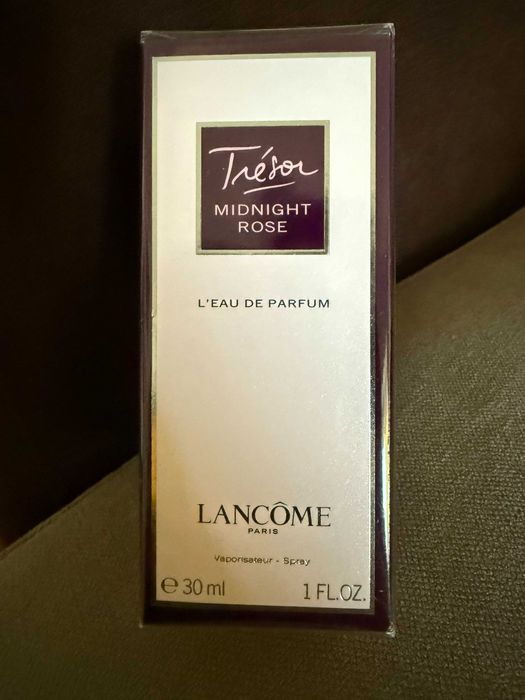 Trésor
MIDNIGHT
ROSE
L'EAU DE PARFUM
LANCÔME
PARIS
Vaporisateur - Spray
℮ 30 ml 1 FL.OZ.